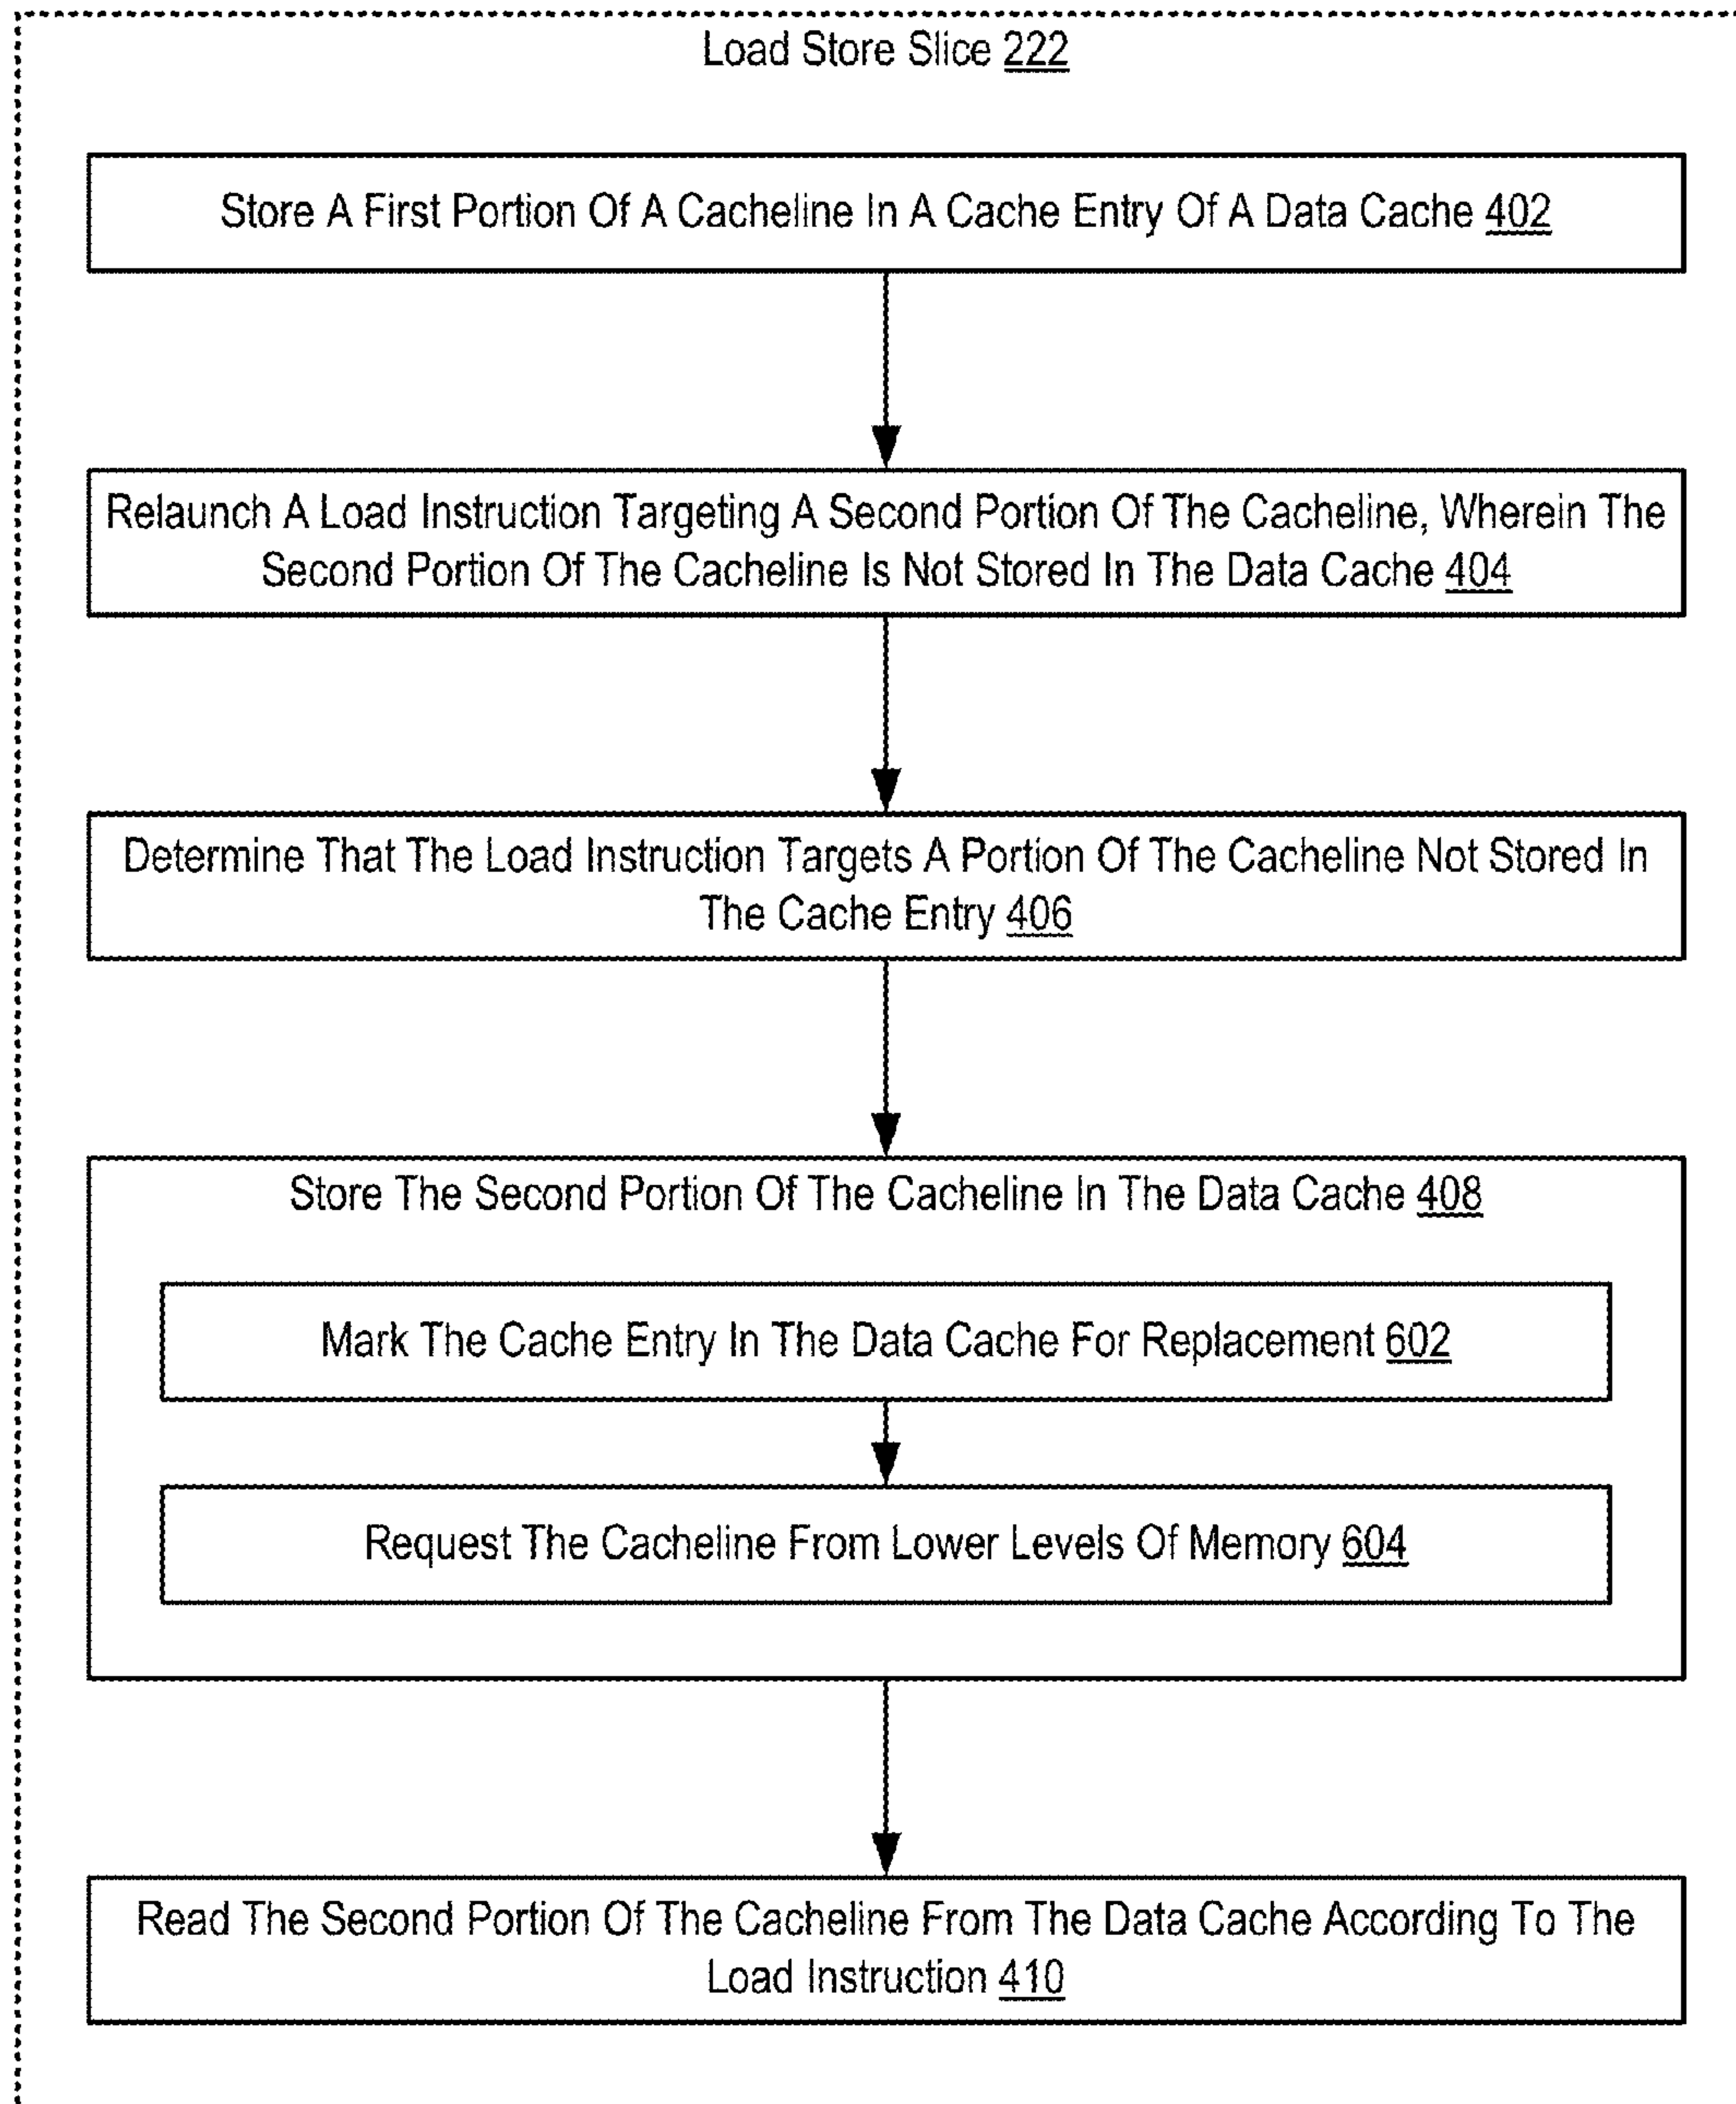 Load Store Slice 222
Store A First Portion Of A Cacheline In A Cache Entry Of A Data Cache 402
Relaunch A Load Instruction Targeting A Second Portion Of The Cacheline, Wherein The
Second Portion Of The Cacheline Is Not Stored In The Data Cache 404
Determine That The Load Instruction Targets A Portion Of The Cacheline Not Stored In
The Cache Entry 406
Store The Second Portion Of The Cacheline In The Data Cache 408
Mark The Cache Entry In The Data Cache For Replacement 602
Request The Cacheline From Lower Levels Of Memory 604
Read The Second Portion Of The Cacheline From The Data Cache According To The
Load Instruction 410